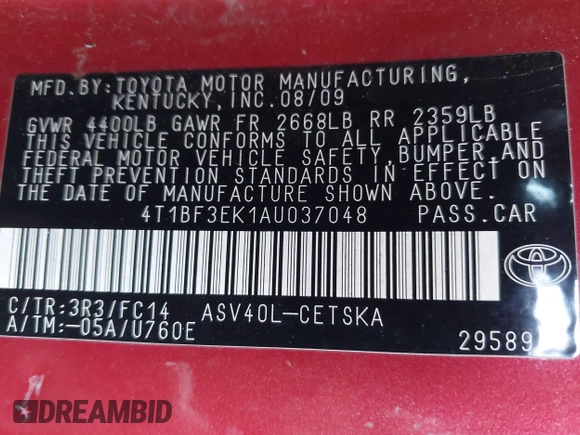 MFD.BY:TOYOTA MOTOR MANUFACTURING,
KENTUCKY,INC.08/09
GVWR 4400LB GAWR FR 2668LB RR 2359LB
THIS VEHICLE CONFORMS TO ALL APPLICABLE
FEDERAL MOTOR VEHICLE SAFETY,BUMPER,AND
THEFT PREVENTION STANDARDS IN EFFECT ON
THE DATE OF MANUFACTURE SHOWN ABOVE.
4T1BF3EK1AU037048 PASS.CAR
C/TR:3R3/FC14 ASV40L-CETSKA
A/TM:-05A/U760E
29589
DREAMBID